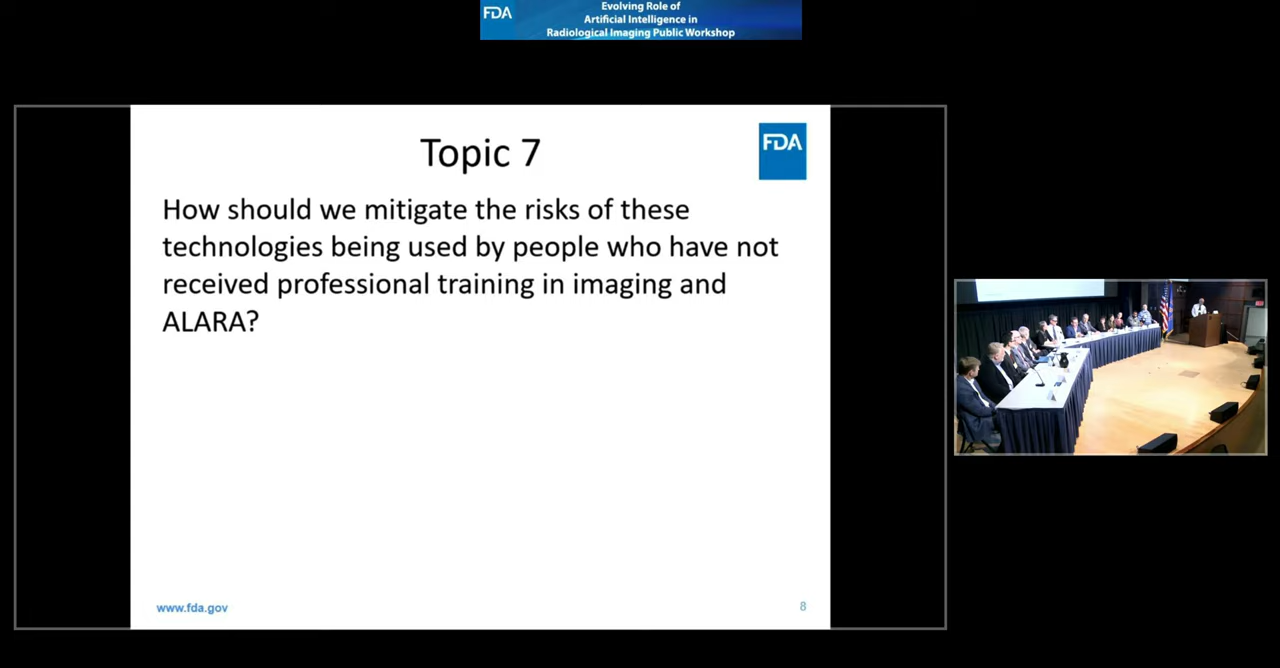 FDA
Evolving Role of
Artificial Intelligence in
Radiological Imaging Public Workshop
Topic 7
FDA
How should we mitigate the risks of these
technologies being used by people who have not
received professional training in imaging and
ALARA?
www.fda.gov
8